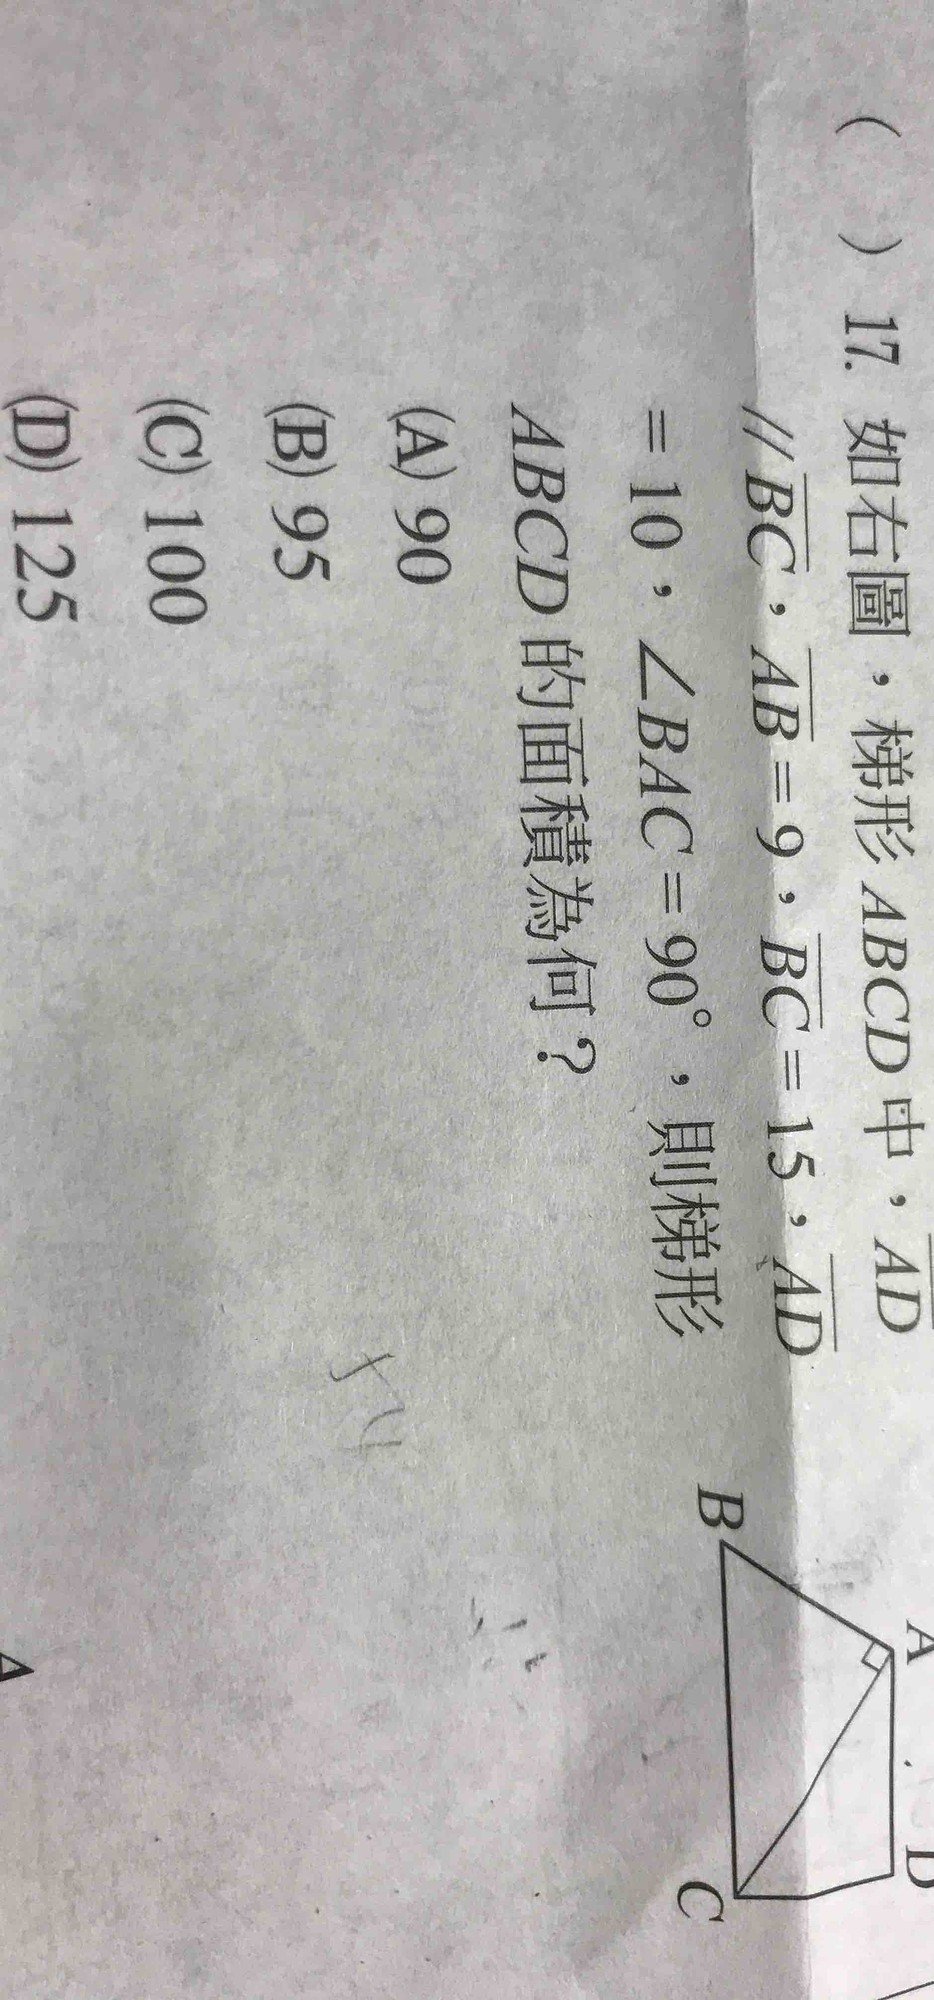 ( ) 17. 如右圖，梯形 ABCD 中，AD
//BC，AB = 9，BC = 15，AD
= 10，∠BAC = 90°，則梯形
ABCD 的面積為何？
(A) 90
(B) 95
(C) 100
(D) 125
A
D
B
C
A